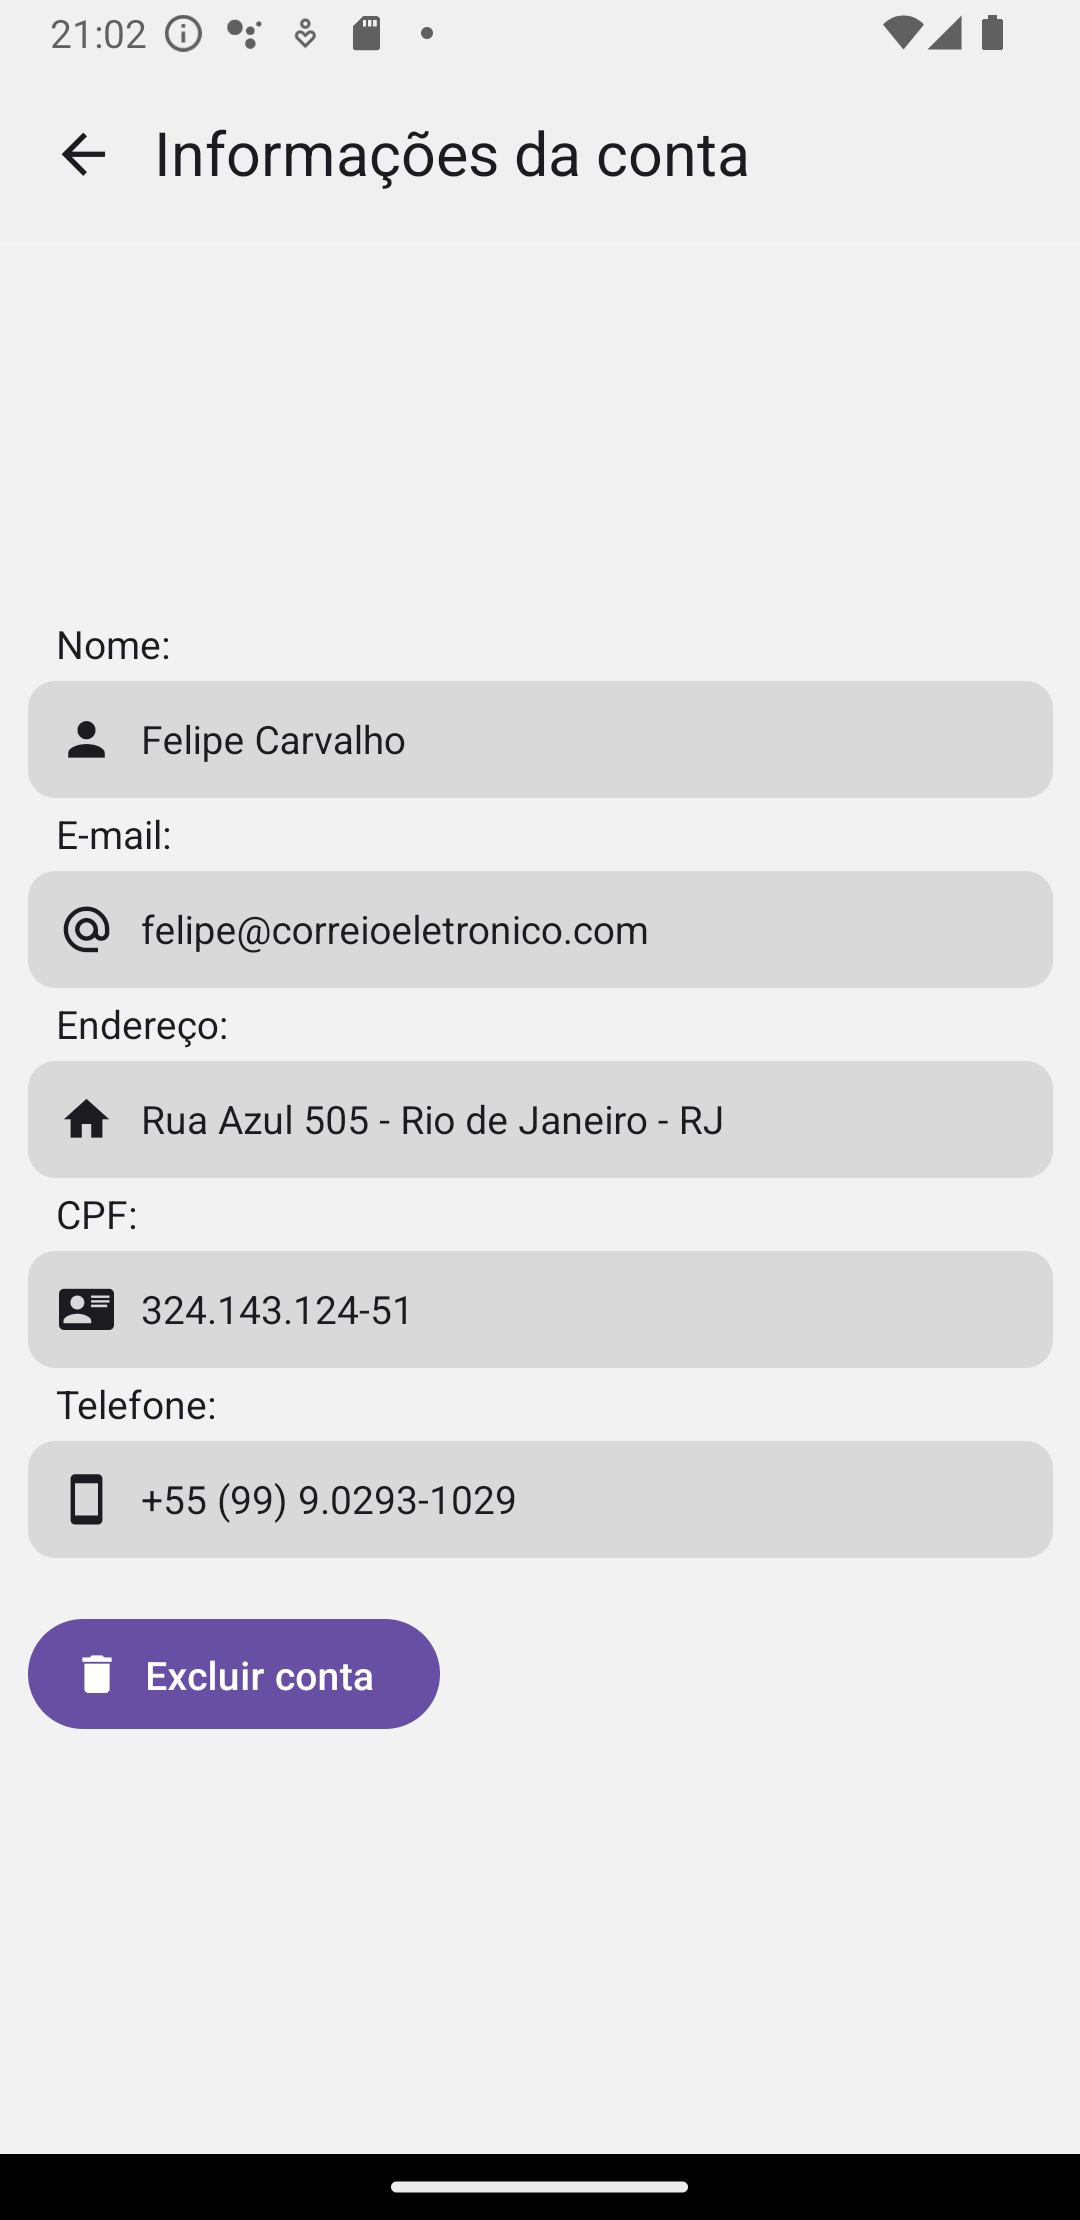 21:02
Informações da conta
Nome:
Felipe Carvalho
E-mail:
felipe@correioeletronico.com
Endereço:
Rua Azul 505 - Rio de Janeiro - RJ
CPF:
324.143.124-51
Telefone:
+55 (99) 9.0293-1029
Excluir conta